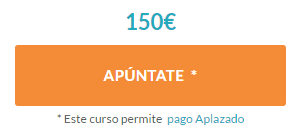 150€
APÚNTATE *
* Este curso permite pago Aplazado